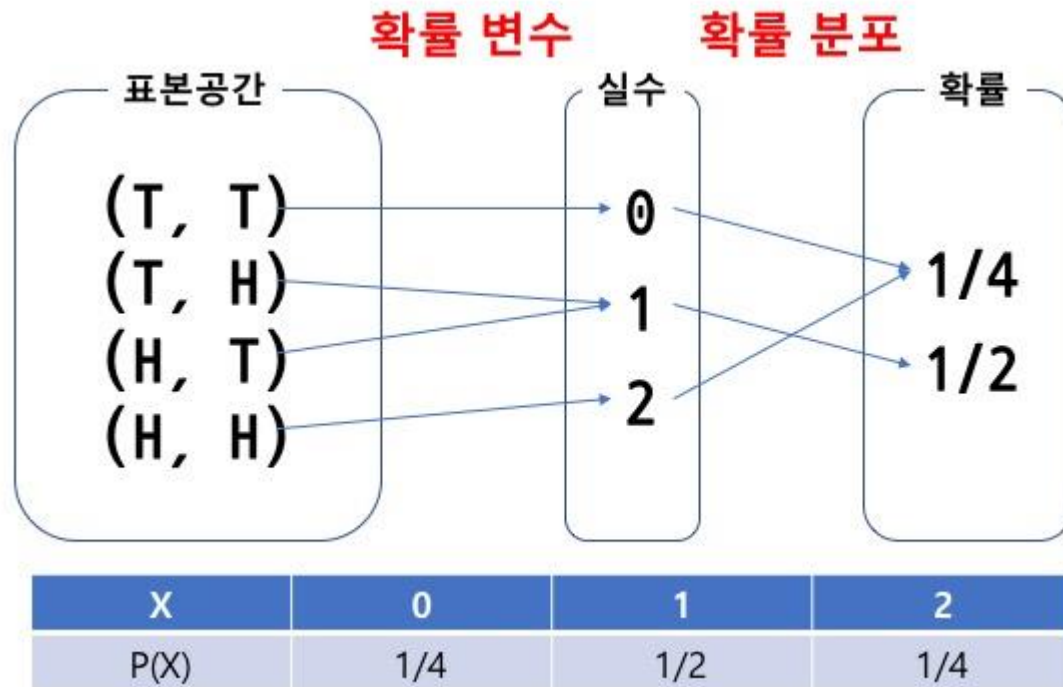 확률 변수 확률 분포
표본공간 실수 확률
(T, T) 0
(T, H) 1 1/4
(H, T) 2 1/2
(H, H)
X 0 1 2
P(X) 1/4 1/2 1/4